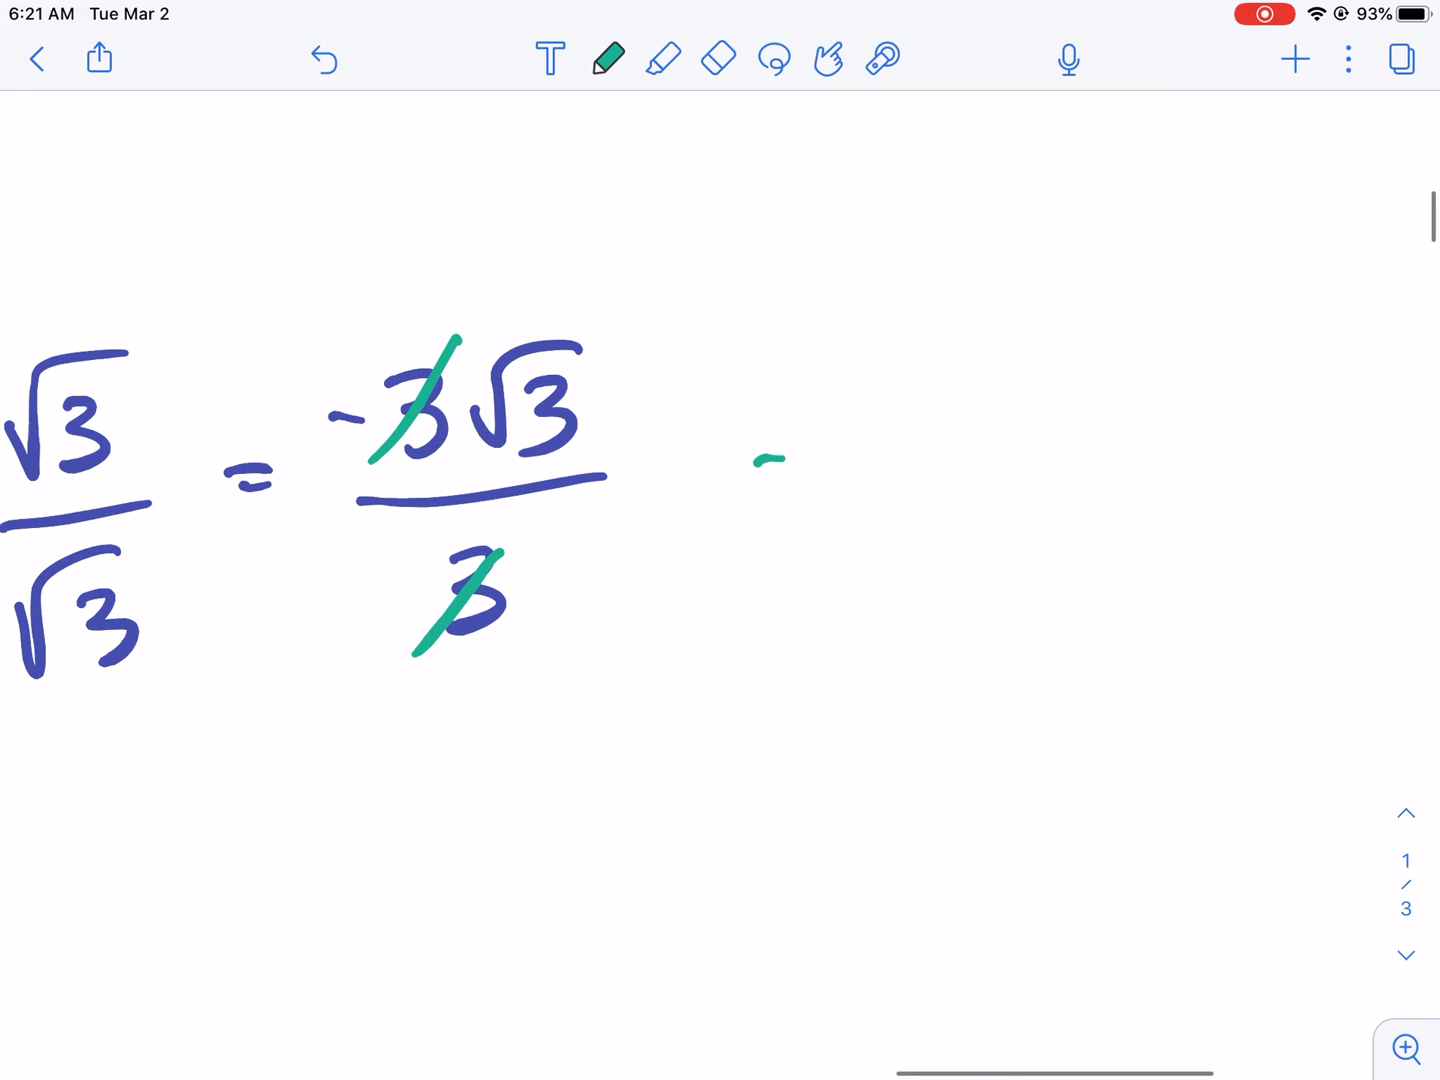 6:21 AM Tue Mar 2
93%
√3 / √3 = -3√3 / 3 -
1
/
3